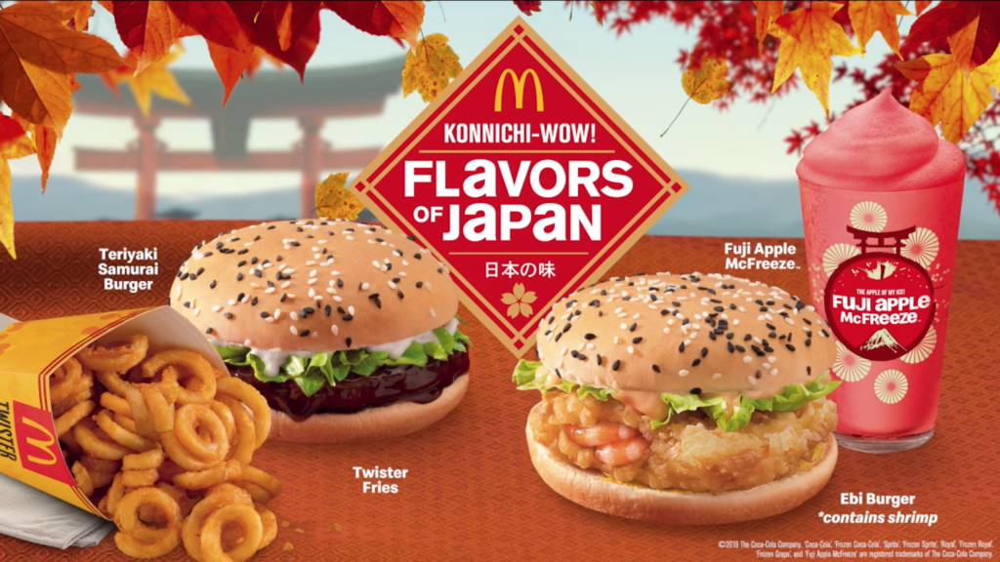 KONNICHI-WOW!
FLavORS
OF JaPaN
日本の味
Teriyaki
Samurai
Burger
Fuji Apple
McFreeze™
THE APPLE OF MY ICE!
FUJI aPPLe
McFReeZe™
TWISTER
Twister
Fries
Ebi Burger
*contains shrimp
©2019 The Coca-Cola Company. 'Coca-Cola', 'Frozen Coca-Cola', 'Sprite', 'Frozen Sprite', 'Royal', 'Frozen Royal',
'Frozen Grape', and 'Fuji Apple McFreeze' are registered trademarks of The Coca-Cola Company.